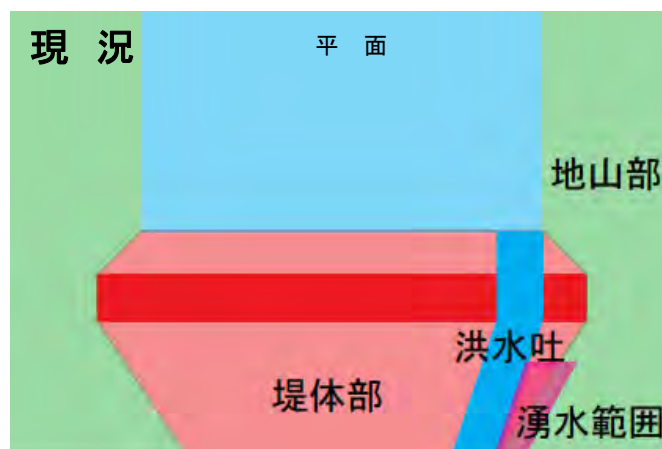 現 況
平 面
地山部
洪水吐
堤体部
湧水範囲